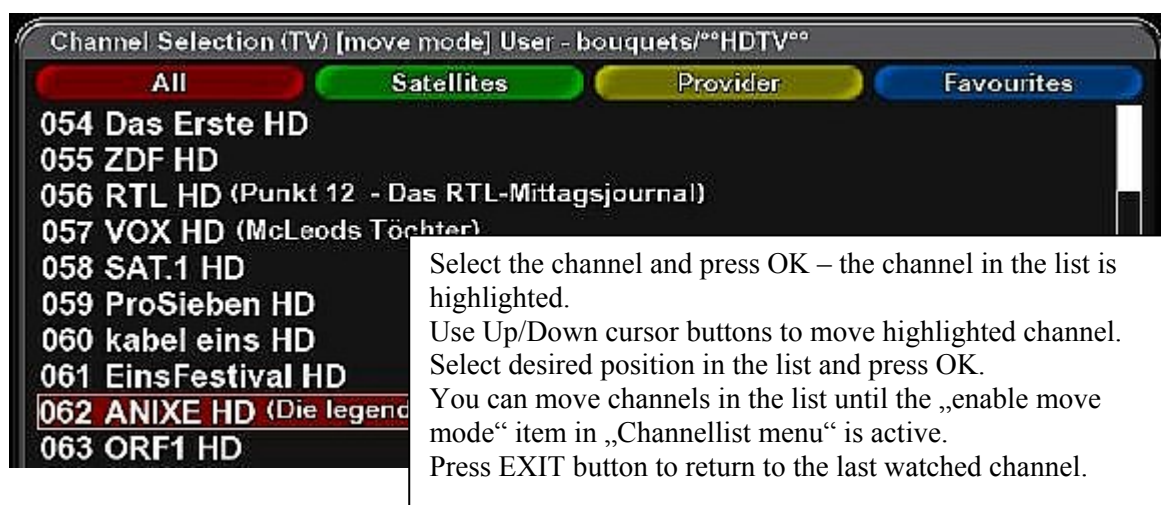 Channel Selection (TV) [move mode] User - bouquets/°°HDTV°°
All Satellites Provider Favourites
054 Das Erste HD
055 ZDF HD
056 RTL HD (Punkt 12 - Das RTL-Mittagsjournal)
057 VOX HD (McLeods Töchter)
058 SAT.1 HD
059 ProSieben HD
060 kabel eins HD
061 EinsFestival HD
062 ANIXE HD (Die legend
063 ORF1 HD
Select the channel and press OK – the channel in the list is
highlighted.
Use Up/Down cursor buttons to move highlighted channel.
Select desired position in the list and press OK.
You can move channels in the list until the „enable move
mode“ item in „Channellist menu“ is active.
Press EXIT button to return to the last watched channel.